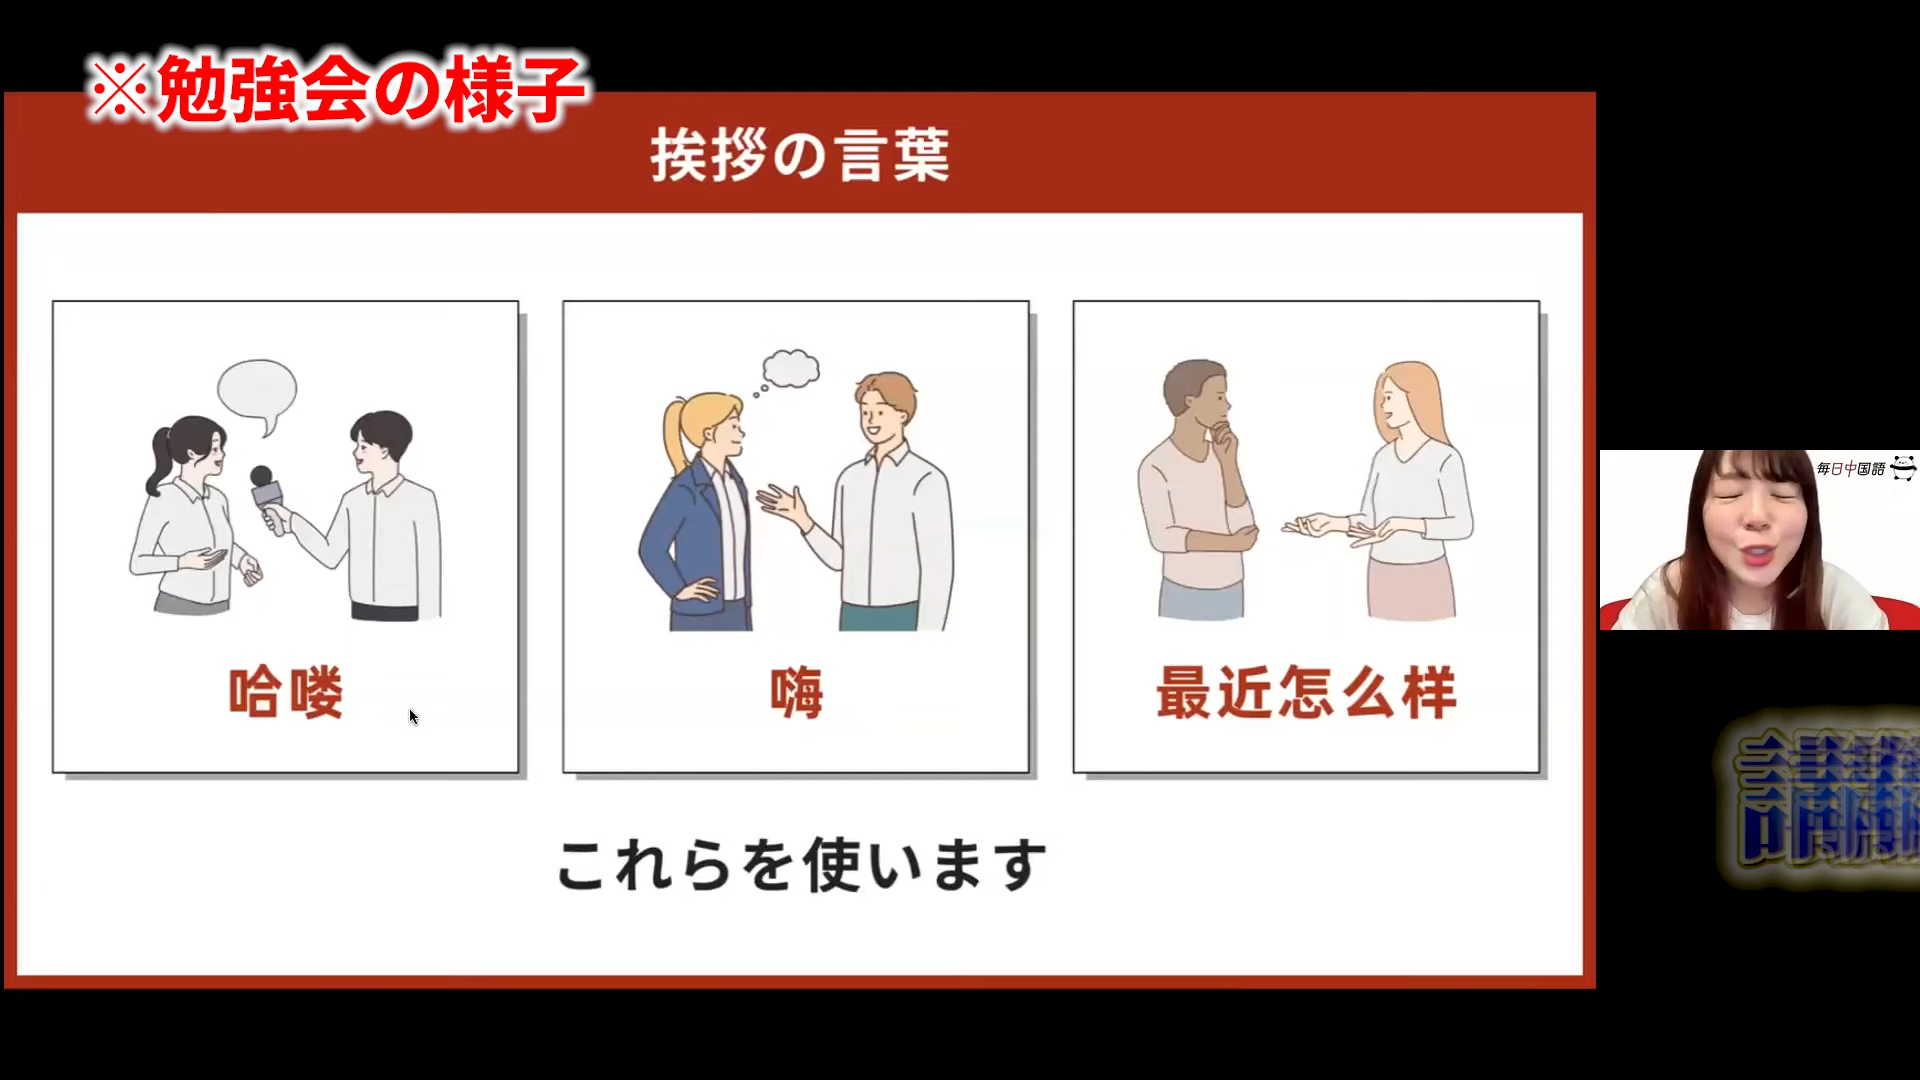 ※勉強会の様子
挨拶の言葉
哈喽
嗨
最近怎么样
これらを使います
毎日中国語